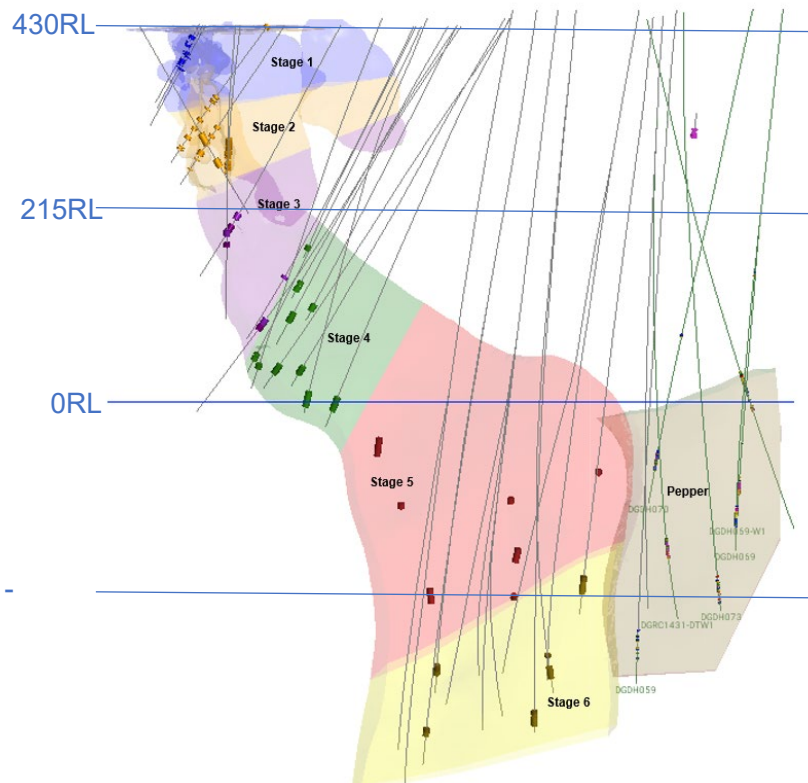 430RL
Stage 1
Stage 2
Stage 3
215RL
Stage 4
0RL
Stage 5
Pepper
DGDH070
DGDH059-W1
DGDH059
-
DGDH073
DGRC1431-DTW1
Stage 6
DGDH059